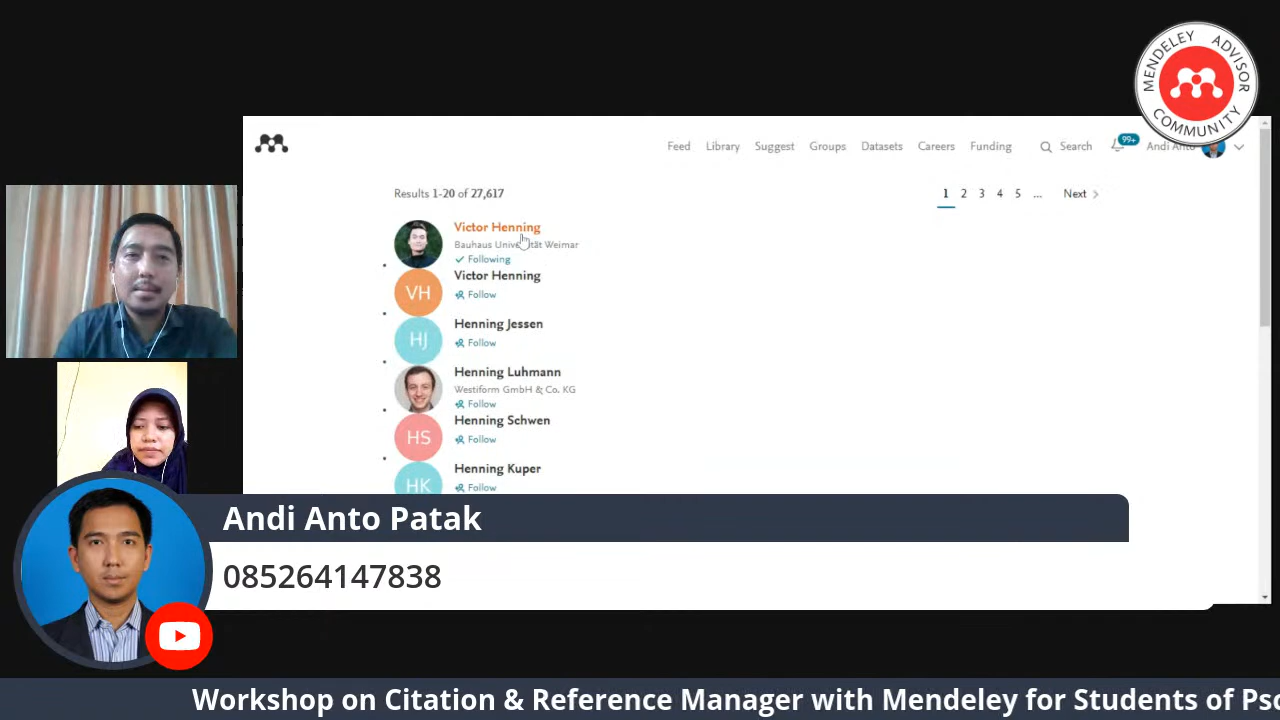 MENDELEY ADVISOR COMMUNITY
Feed Library Suggest Groups Datasets Careers Funding Search 99+ Andi Anto
Results 1-20 of 27,617
1 2 3 4 5 ... Next
Victor Henning
Bauhaus Universität Weimar
Following
VH
Victor Henning
Follow
HJ
Henning Jessen
Follow
Henning Luhmann
Westiform GmbH & Co. KG
Follow
HS
Henning Schwen
Follow
HK
Henning Kuper
Follow
Andi Anto Patak
085264147838
Workshop on Citation & Reference Manager with Mendeley for Students of Psc